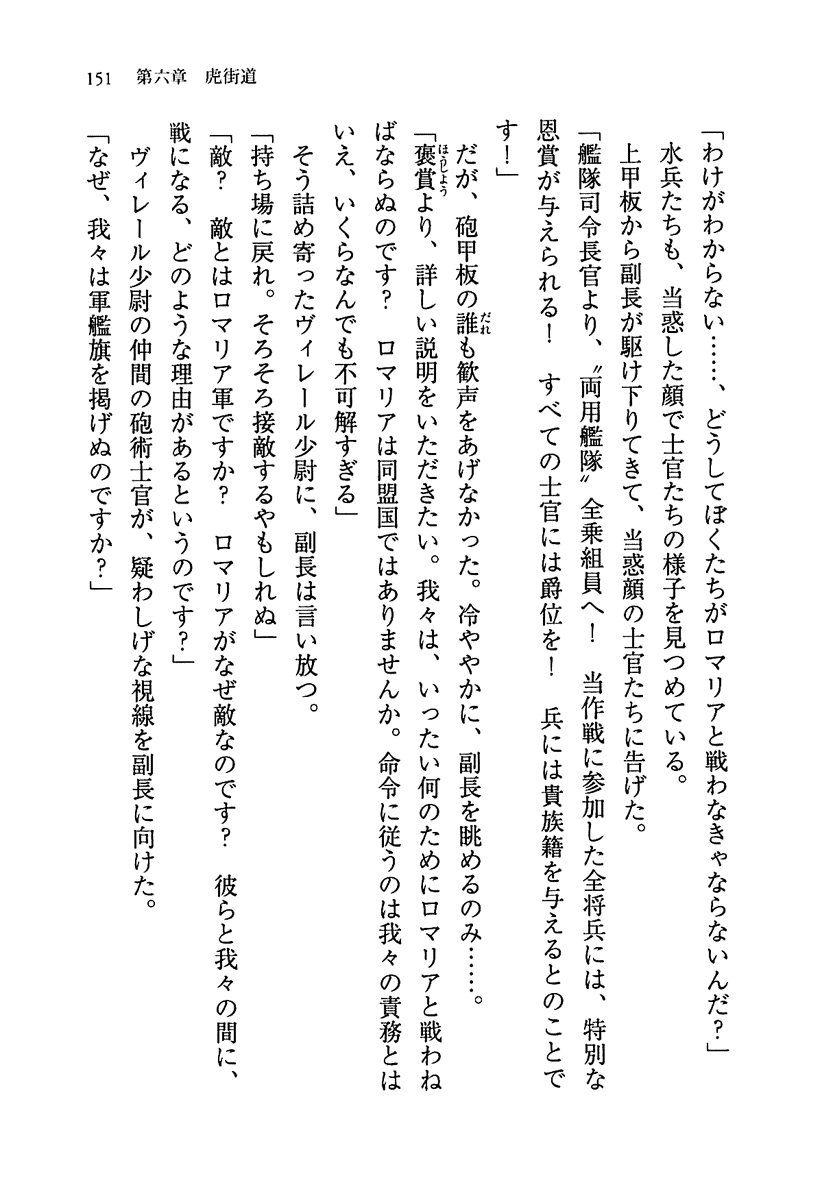 151 第六章 虎街道
「わけがわからない……、どうしてぼくたちがロマリアと戦わなきゃならないんだ？」
　水兵たちも、当惑した顔で士官たちの様子を見つめている。
　上甲板から副長が駆け下りてきて、当惑顔の士官たちに告げた。
「艦隊司令長官より、〝両用艦隊〟全乗組員へ！　当作戦に参加した全将兵には、特別な
恩賞が与えられる！　すべての士官には爵位を！　兵には貴族籍を与えるとのことで
す！」
　だが、砲甲板の誰も歓声をあげなかった。冷ややかに、副長を眺めるのみ……。
「褒賞より、詳しい説明をいただきたい。我々は、いったい何のためにロマリアと戦わね
ばならぬのです？　ロマリアは同盟国ではありませんか。命令に従うのは我々の責務とは
いえ、いくらなんでも不可解すぎる」
　そう詰め寄ったヴィレール少尉に、副長は言い放つ。
「持ち場に戻れ。そろそろ接敵するやもしれぬ」
「敵？　敵とはロマリア軍ですか？　ロマリアがなぜ敵なのです？　彼らと我々の間に、
戦になる、どのような理由があるというのです？」
　ヴィレール少尉の仲間の砲術士官が、疑わしげな視線を副長に向けた。
「なぜ、我々は軍艦旗を掲げぬのですか？」